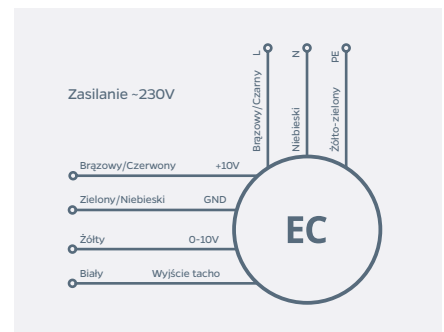 L
N
PE
Brązowy/Czarny
Niebieski
Żółto-zielony
Zasilanie ~230V
Brązowy/Czerwony +10V
Zielony/Niebieski GND
Żółty 0-10V
Biały Wyjście tacho
EC